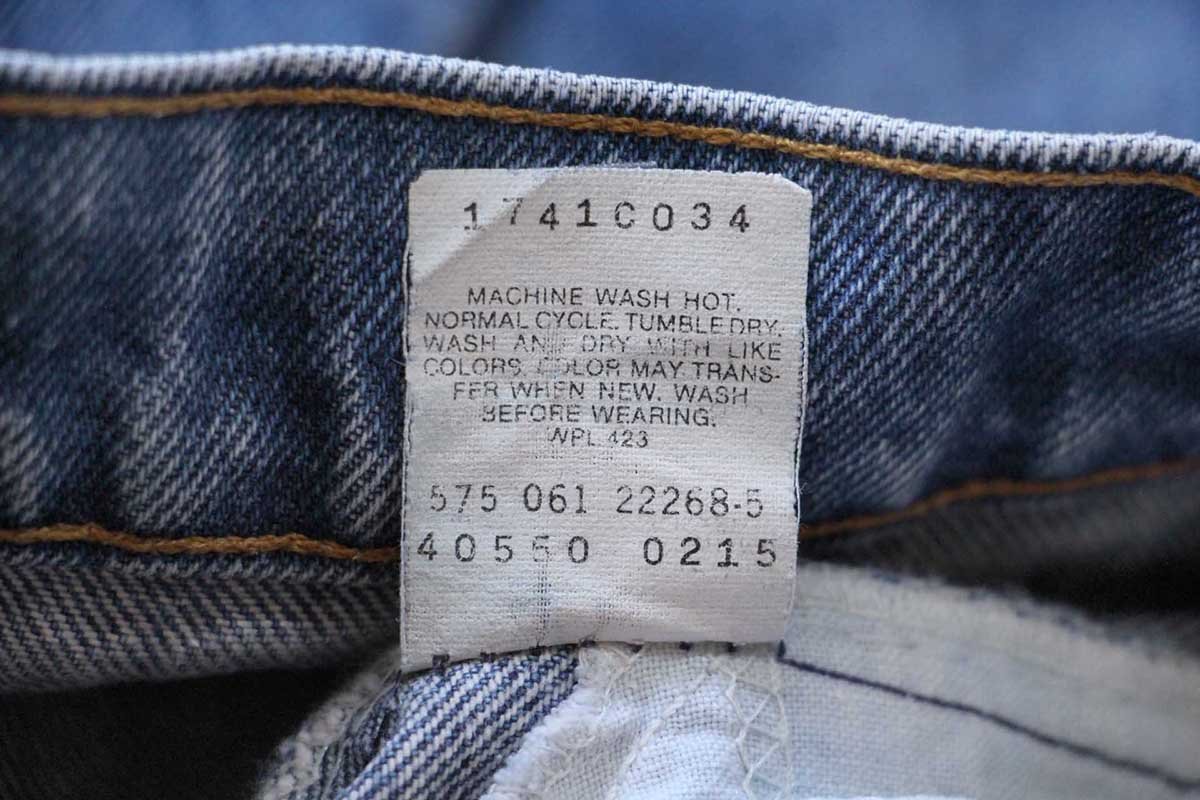 1741C034
MACHINE WASH HOT.
NORMAL CYCLE. TUMBLE DRY.
WASH AND DRY WITH LIKE
COLORS. COLOR MAY TRANS-
FER WHEN NEW. WASH
BEFORE WEARING.
WPL 423
575 061 22268-5
40550 0215